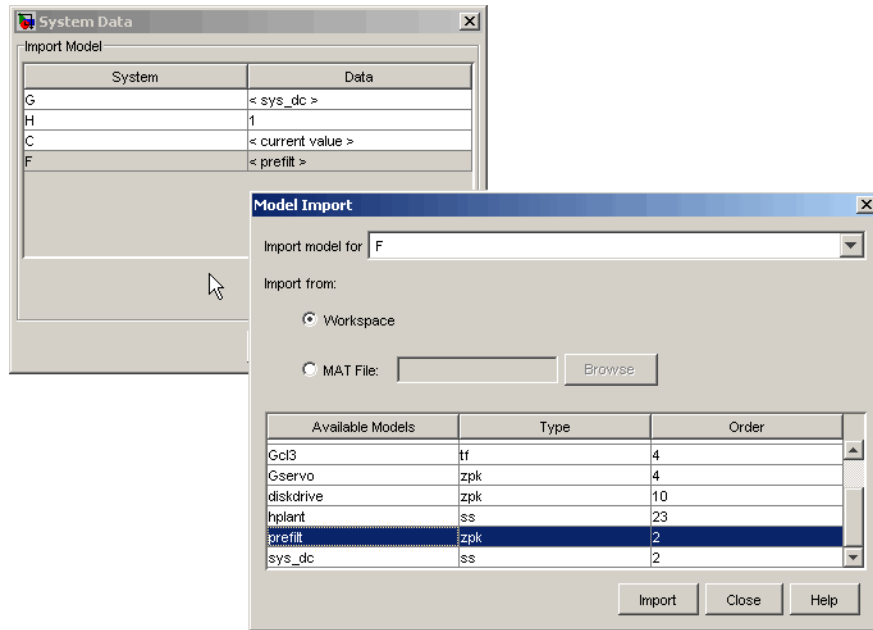 System Data
Import Model
System Data
G < sys_dc >
H 1
C < current value >
F < prefilt >
Model Import
Import model for F
Import from:
Workspace
MAT File: Browse
Available Models Type Order
Gcl3 tf 4
Gservo zpk 4
diskdrive zpk 10
hplant ss 23
prefilt zpk 2
sys_dc ss 2
Import Close Help